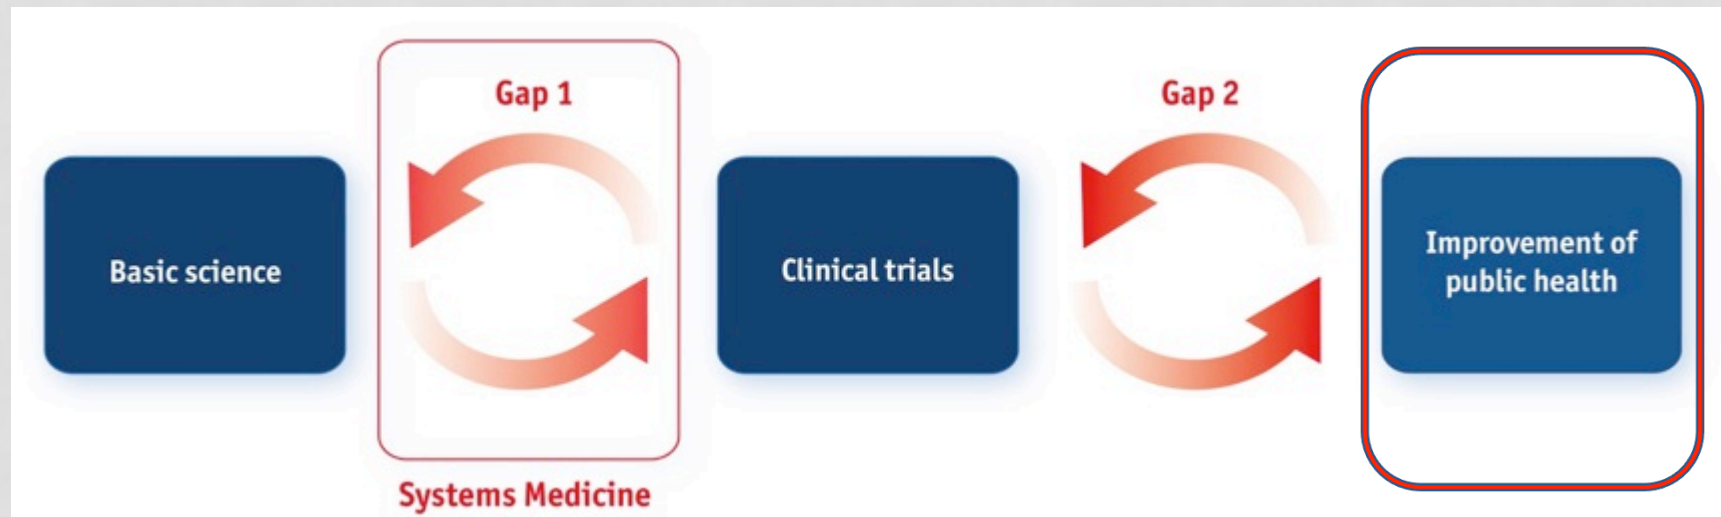 Gap 1
Gap 2
Basic science
Clinical trials
Improvement of
public health
Systems Medicine